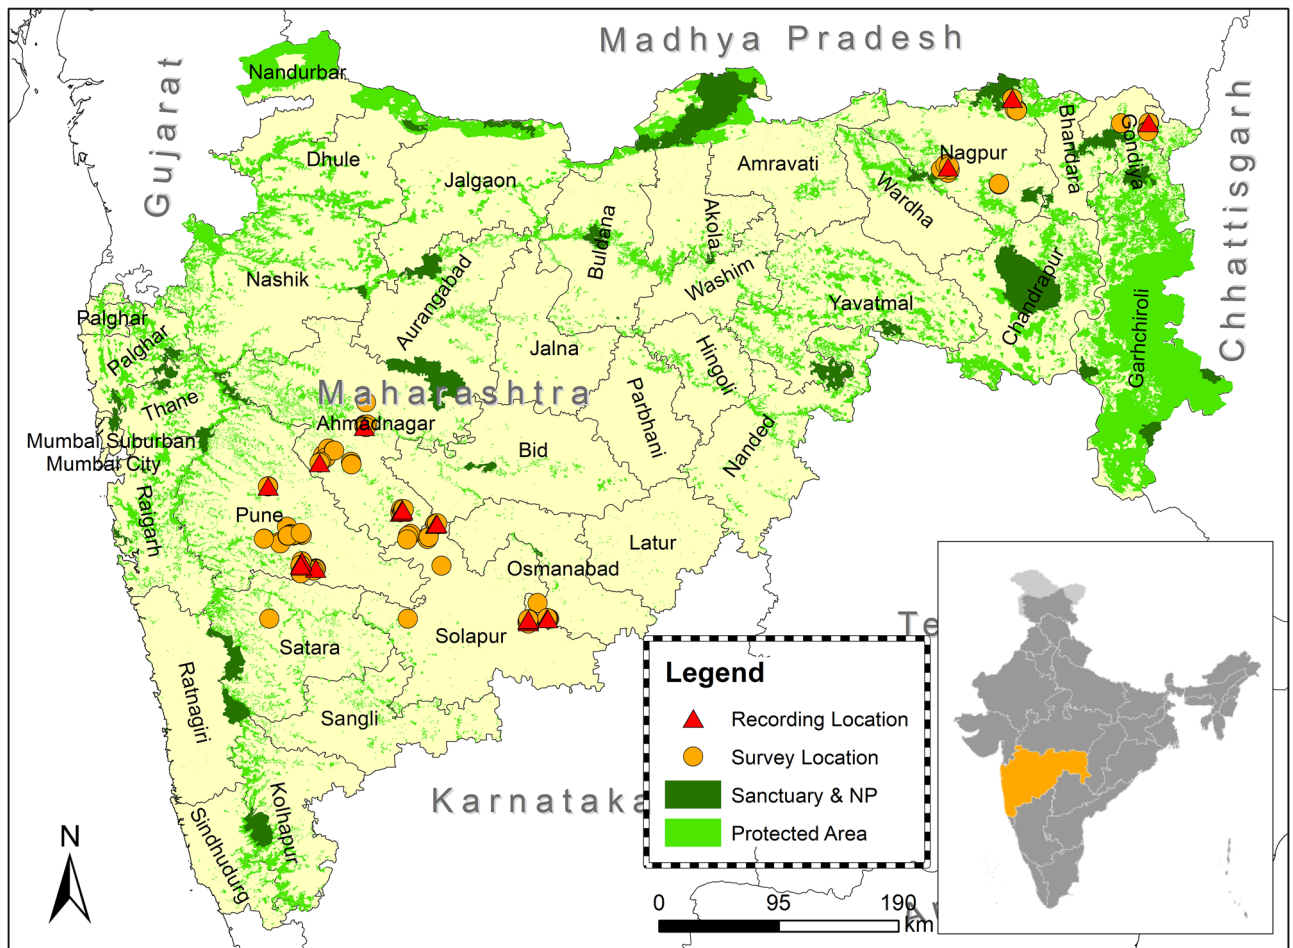 Madhya Pradesh
Gujarat
Chhattisgarh
Nandurbar
Dhule
Jalgaon
Amravati
Nagpur
Bhandara
Gondiya
Wardha
Akola
Buldana
Nashik
Aurangabad
Washim
Yavatmal
Chandrapur
Garhchiroli
Palghar
Palghar
Jalna
Hingoli
Parbhani
Maharashtra
Thane
Ahmadnagar
Mumbai Suburban
Mumbai City
Bid
Nanded
Raigarh
Pune
Latur
Osmanabad
Te
Satara
Solapur
Ratnagiri
Sangli
Karnataka
Kolhapur
Sindhudurg
Legend
Recording Location
Survey Location
Sanctuary & NP
Protected Area
N
0 95 190
km